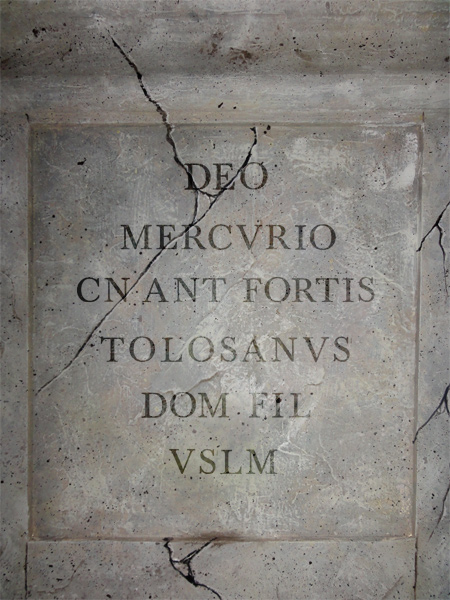 DEO
MERCVRIO
CN ANT FORTIS
TOLOSANVS
DOM FIL
VSLM